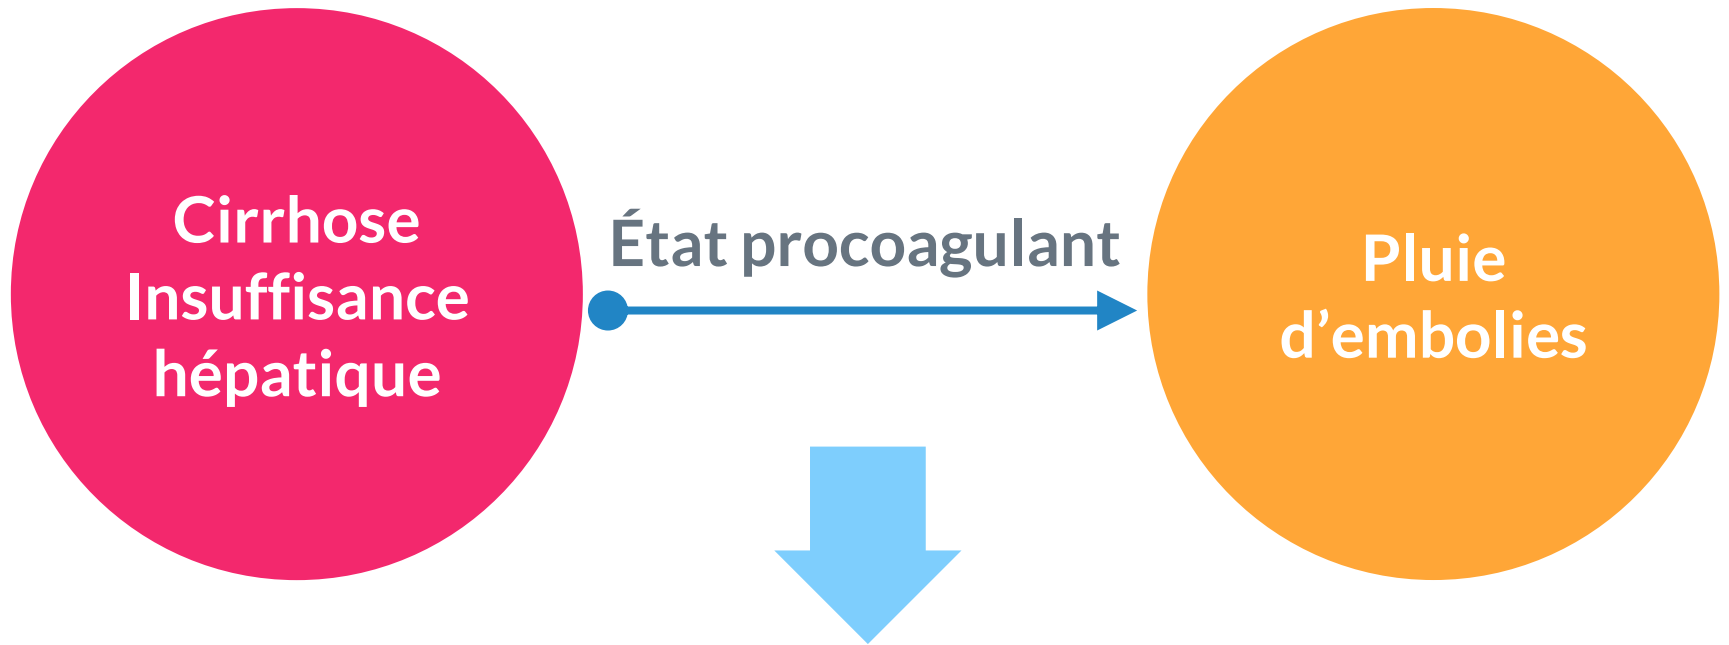 Cirrhose
Insuffisance
hépatique
État procoagulant
Pluie
d’embolies